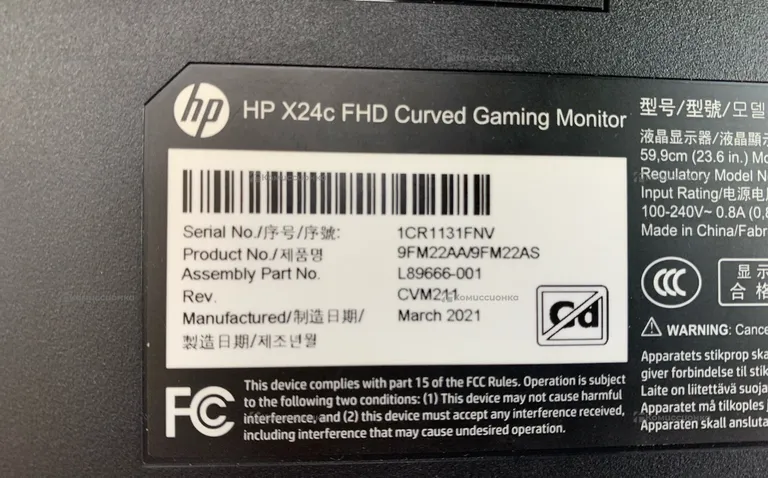 hp HP X24c FHD Curved Gaming Monitor
Serial No./序号/序號: 1CR1131FNV
Product No./제품명 9FM22AA/9FM22AS
Assembly Part No. L89666-001
Rev. CVM211
Manufactured/制造日期/ March 2021
製造日期/제조년월
Cd
FC This device complies with part 15 of the FCC Rules. Operation is subject
to the following two conditions: (1) This device may not cause harmful
interference, and (2) this device must accept any interference received,
including interference that may cause undesired operation.
型号/型號/모델
液晶显示器/液晶顯示
59,9cm (23.6 in.) Mo
Regulatory Model N
Input Rating/电源电
100-240V~ 0.8A (0,8
Made in China/Fabr
CCC
显 示
合 格
WARNING: Cance
Apparatets stikprop ska
giver forbindelse til stik
Laite on liitettävä suoja
Apparatet må tilkoples j
Apparaten skall ansluta
комиссионко